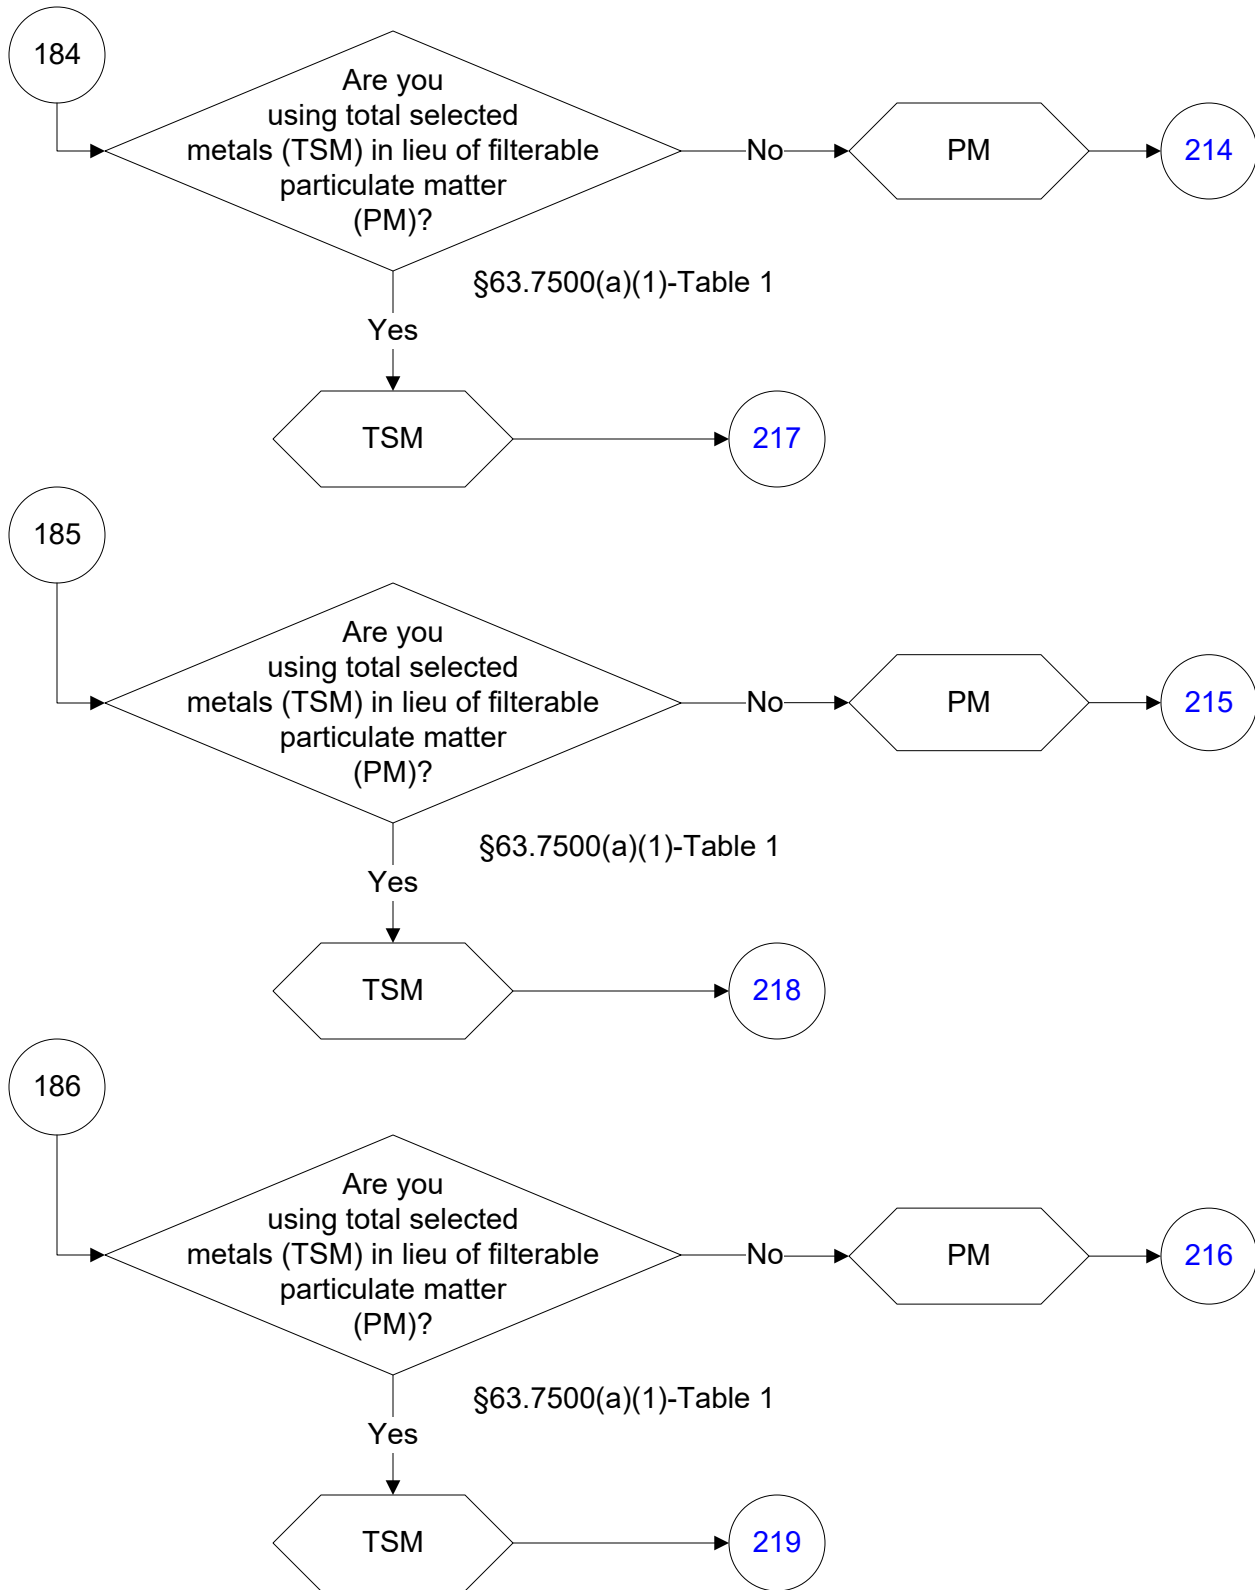 184
Are you
using total selected
metals (TSM) in lieu of filterable
particulate matter
(PM)?
No
PM
214
§63.7500(a)(1)-Table 1
Yes
TSM
217
185
Are you
using total selected
metals (TSM) in lieu of filterable
particulate matter
(PM)?
No
PM
215
§63.7500(a)(1)-Table 1
Yes
TSM
218
186
Are you
using total selected
metals (TSM) in lieu of filterable
particulate matter
(PM)?
No
PM
216
§63.7500(a)(1)-Table 1
Yes
TSM
219